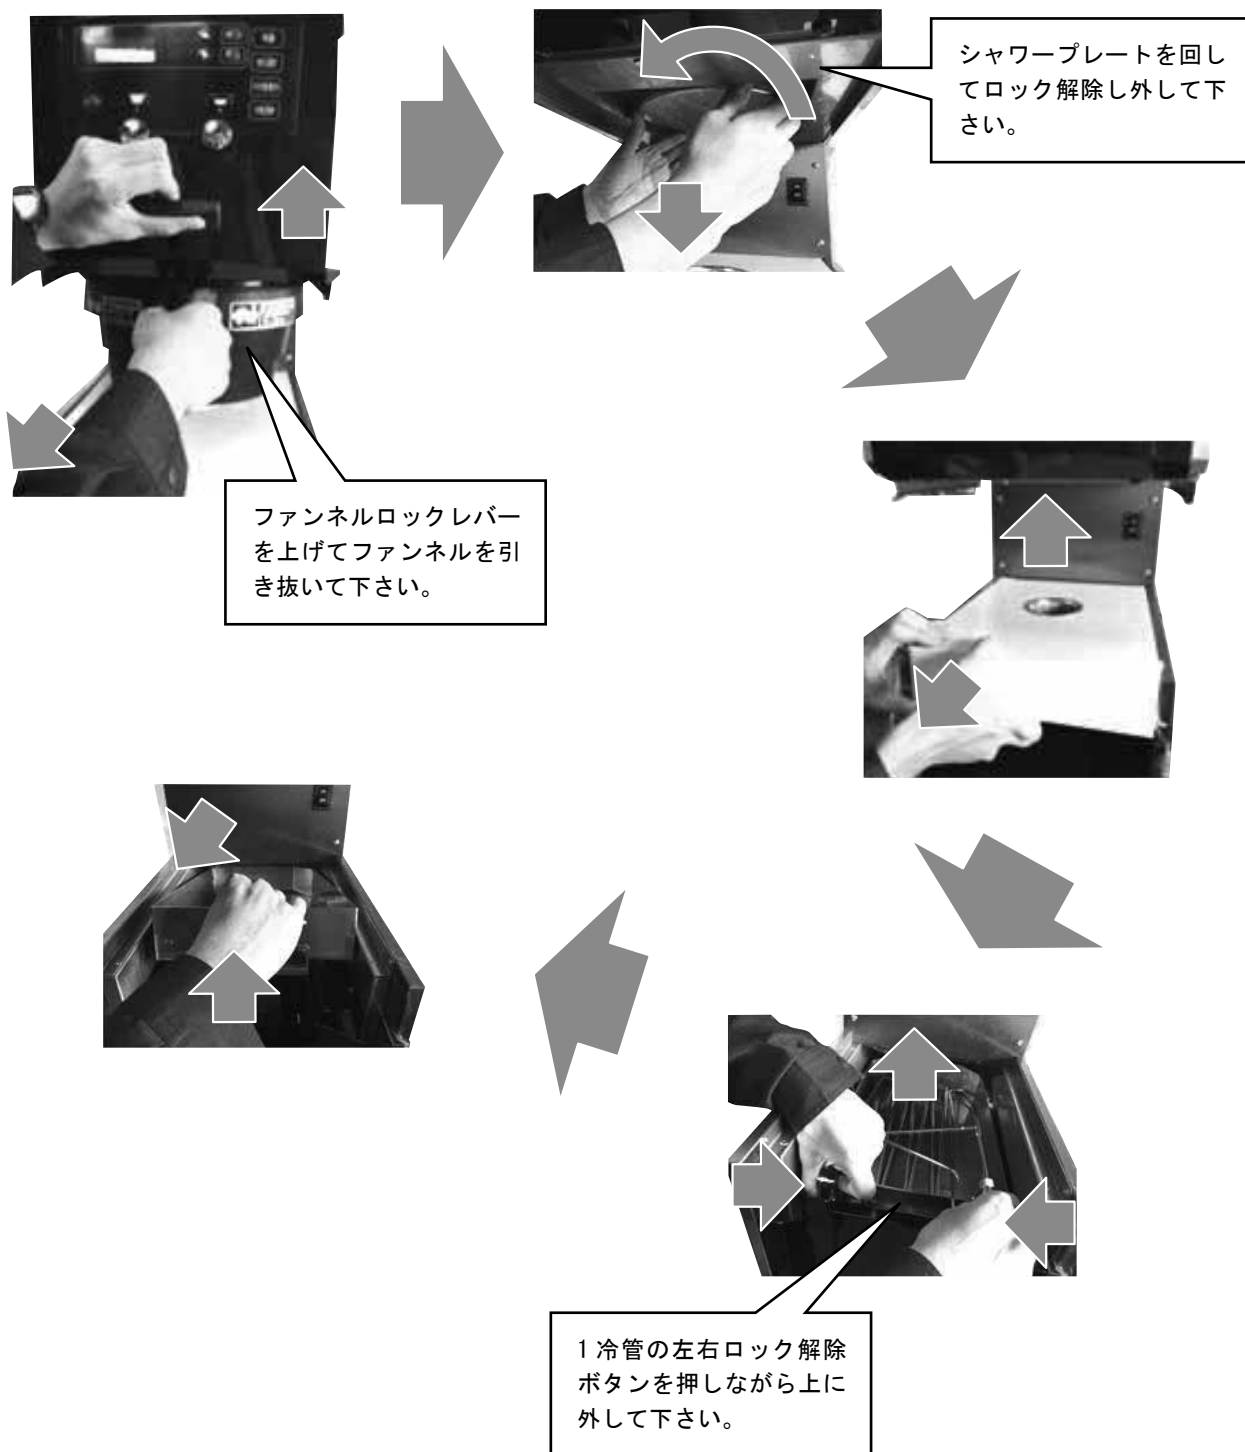 シャワープレートを回し
てロック解除し外して下
さい。
ファンネルロックレバー
を上げてファンネルを引
き抜いて下さい。
1 冷管の左右ロック解除
ボタンを押しながら上に
外して下さい。